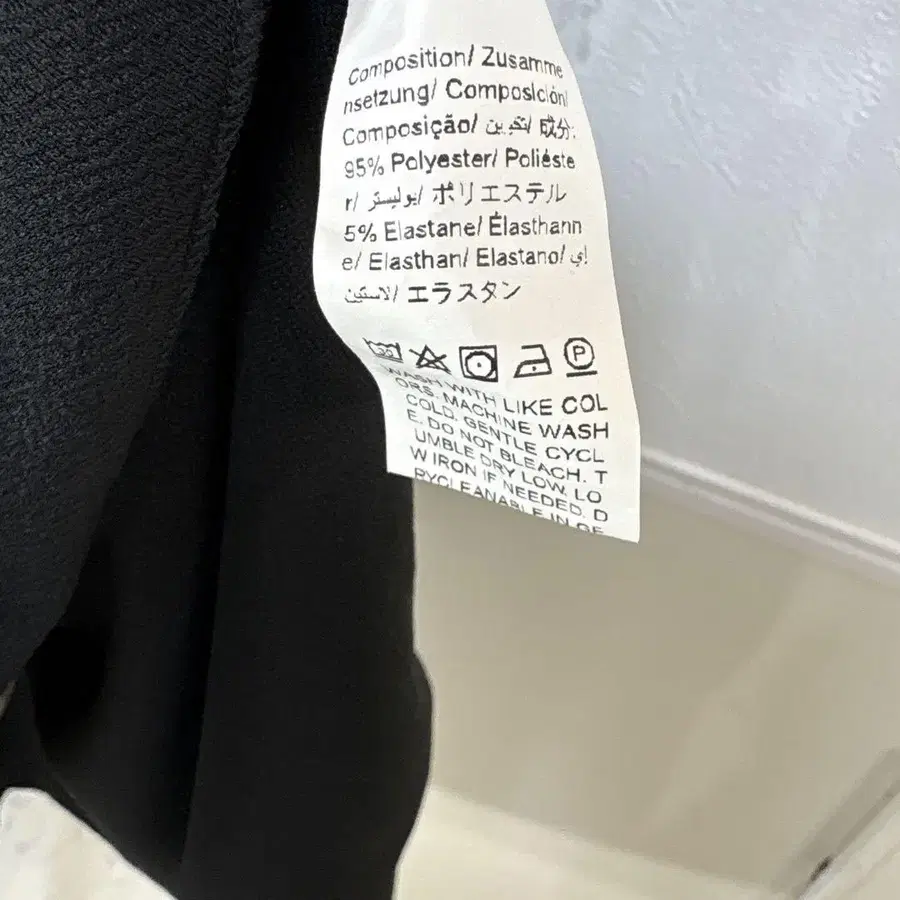 Composition/ Zusamme
nsetzung/ Composición/
Composição/ تكوين/ 成分:
95% Polyester/ Poliéste
r/ بوليستر/ ポリエステル
5% Elastane/ Élasthann
e/ Elasthan/ Elastano/ إي
لاستين/ エラスタン
P
WASH WITH LIKE COL
ORS. MACHINE WASH
COLD. GENTLE CYCL
E. DO NOT BLEACH. T
UMBLE DRY LOW. LO
W IRON IF NEEDED. D
RYCLEANABLE IN